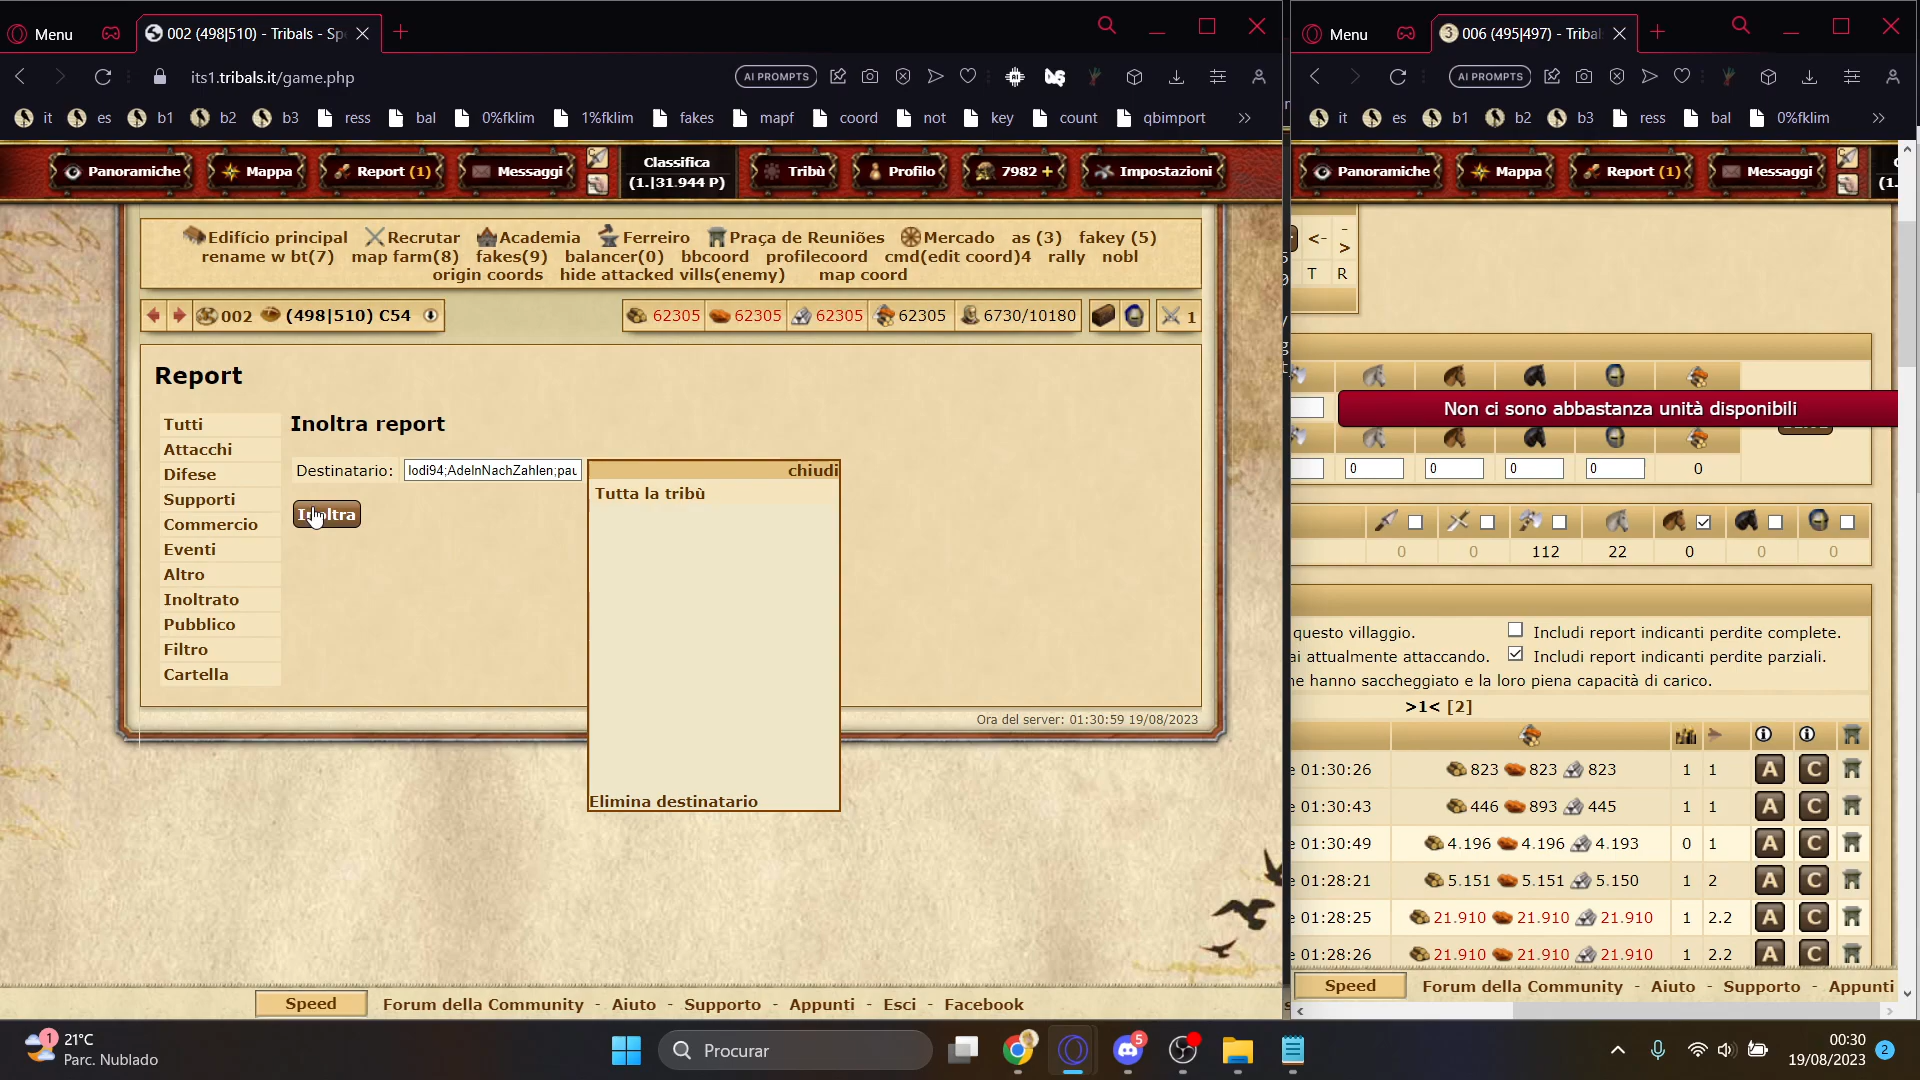 Menu
002 (498|510) - Tribals - Sp
its1.tribals.it/game.php
AI PROMPTS
it es b1 b2 b3 ress bal 0%fklim 1%fklim fakes mapf coord not key count qbimport
Panoramiche Mappa Report (1) Messaggi Classifica Tribù Profilo 7982 + Impostazioni
(1.|31.944 P)
Edifício principal Recrutar Academia Ferreiro Praça de Reuniões Mercado as (3) fakey (5)
rename w bt(7) map farm(8) fakes(9) balancer(0) bbcoord profilecoord cmd(edit coord)4 rally nobl
origin coords hide attacked vills(enemy) map coord
002 (498|510) C54 62305 62305 62305 62305 6730/10180 1
Report
Tutti
Attacchi
Difese
Supporti
Commercio
Eventi
Altro
Inoltrato
Pubblico
Filtro
Cartella
Inoltra report
Destinatario: lodi94;AdelnNachZahlen;pau
Inoltra
chiudi
Tutta la tribù
Elimina destinatario
Ora del server: 01:30:59 19/08/2023
Speed Forum della Community - Aiuto - Supporto - Appunti - Esci - Facebook
Menu
3 006 (495|497) - Triba
AI PROMPTS
it es b1 b2 b3 ress bal 0%fklim
Panoramiche Mappa Report (1) Messaggi
(1.
<- ->
T R
Non ci sono abbastanza unità disponibili
0 0 0 0 0
0 0 112 22 0 0 0
questo villaggio. Includi report indicanti perdite complete.
ai attualmente attaccando. Includi report indicanti perdite parziali.
ne hanno saccheggiato e la loro piena capacità di carico.
>1< [2]
e 01:30:26 823 823 823 1 1 A C
e 01:30:43 446 893 445 1 1 A C
e 01:30:49 4.196 4.196 4.193 0 1 A C
e 01:28:21 5.151 5.151 5.150 1 2 A C
e 01:28:25 21.910 21.910 21.910 1 2.2 A C
e 01:28:26 21.910 21.910 21.910 1 2.2 A C
Speed Forum della Community - Aiuto - Supporto - Appunti
1 21°C
Parc. Nublado
Procurar
5
00:30
19/08/2023 2